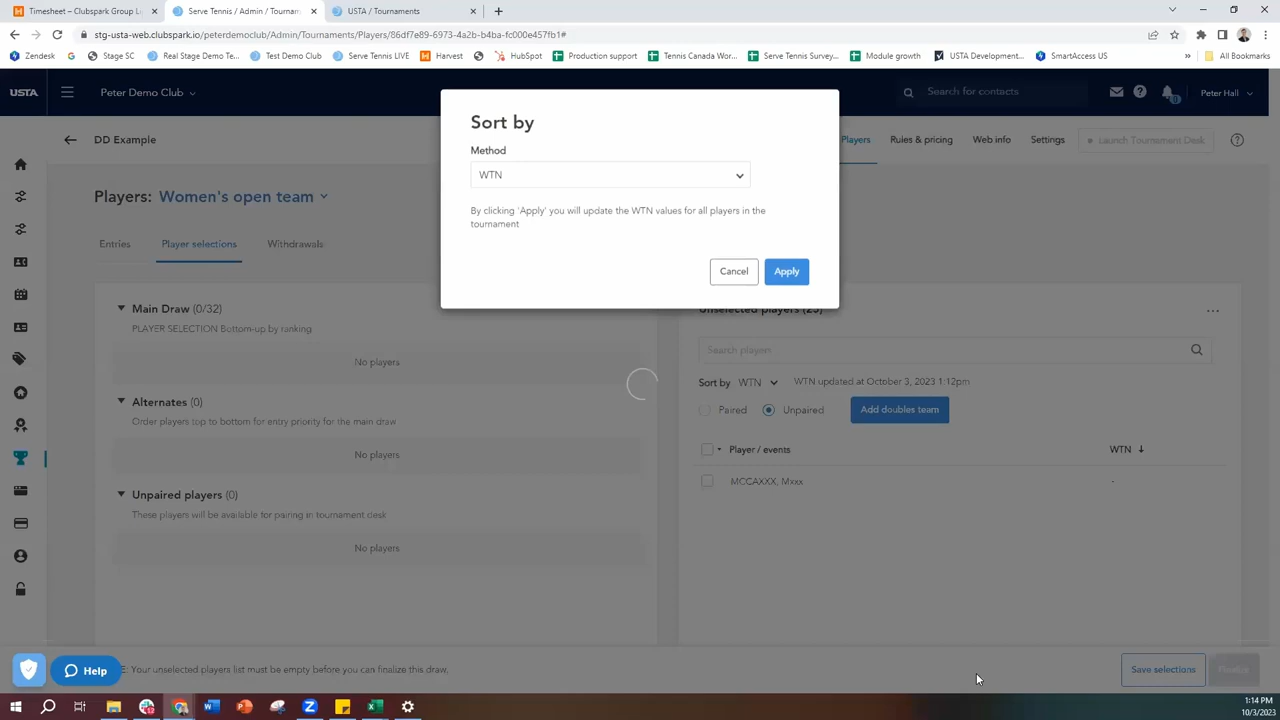 Timesheet – Clubspark Group Li
Serve Tennis / Admin / Tournam
USTA / Tournaments
stg-usta-web.clubspark.io/peterdemoclub/Admin/Tournaments/Players/86df7e89-6973-4a2b-b4ba-fc000e457fb1#
Zendesk
Stage SC
Real Stage Demo Te...
Test Demo Club
Serve Tennis LIVE
Harvest
HubSpot
Production support
Tennis Canada Wor...
Serve Tennis Survey...
Module growth
USTA Development...
SmartAccess US
»
All Bookmarks
USTA
Peter Demo Club
Search for contacts
Peter Hall
DD Example
Players
Rules & pricing
Web info
Settings
Launch Tournament Desk
Sort by
Method
WTN
By clicking 'Apply' you will update the WTN values for all players in the
tournament
Cancel
Apply
Players: Women's open team
Entries
Player selections
Withdrawals
Main Draw (0/32)
PLAYER SELECTION Bottom-up by ranking
No players
Alternates (0)
Order players top to bottom for entry priority for the main draw
No players
Unpaired players (0)
These players will be available for pairing in tournament desk
No players
Unselected players (23)
Search players
Sort by WTN
WTN updated at October 3, 2023 1:12pm
Paired
Unpaired
Add doubles team
Player / events
WTN
MCCAXXX, Mxxx
-
Help
E: Your unselected players list must be empty before you can finalize this draw.
Save selections
Finalize
1:14 PM
10/3/2023